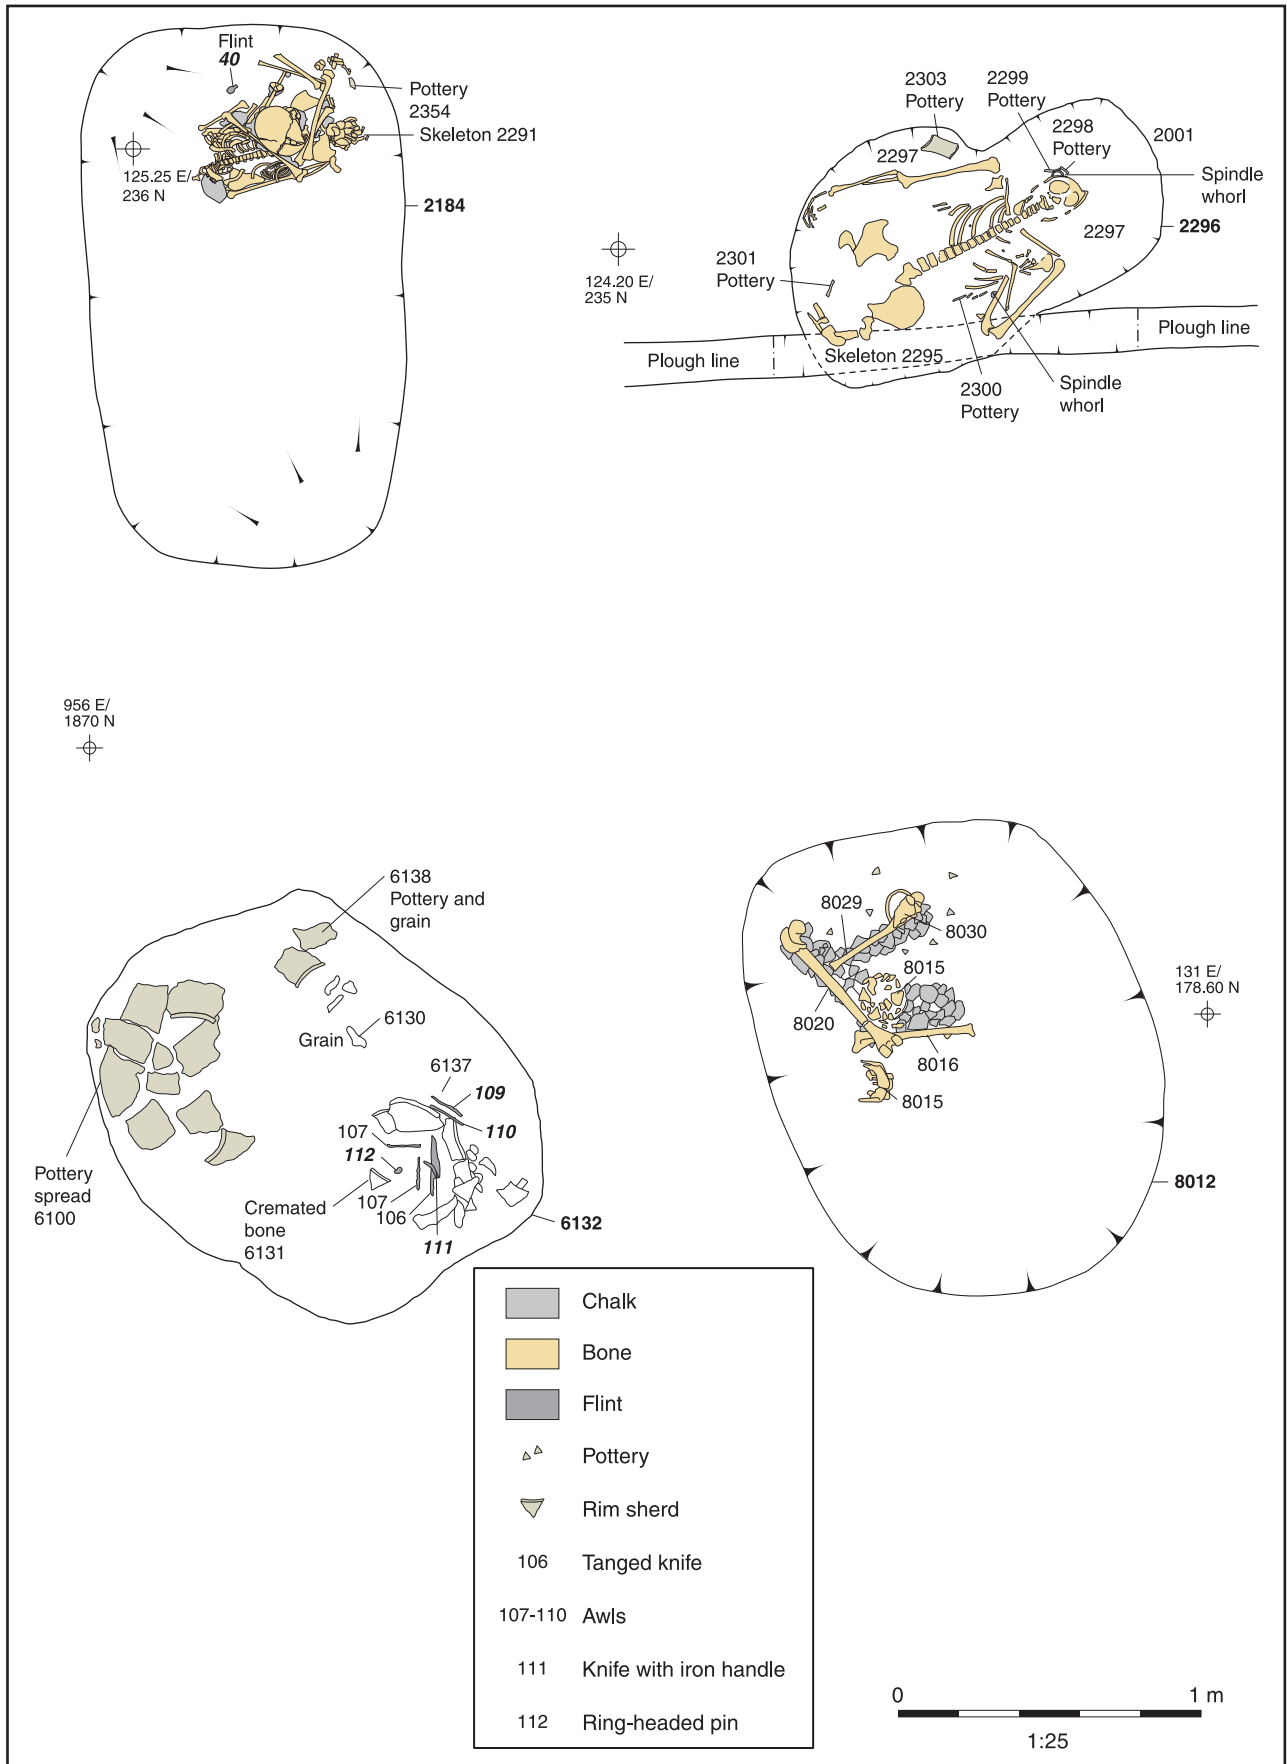 Flint
40
Pottery
2354
Skeleton 2291
125.25 E/
236 N
2184
2303
Pottery
2299
Pottery
2298
Pottery
2001
2297
Spindle
whorl
2297
2296
2301
Pottery
124.20 E/
235 N
Plough line
Skeleton 2295
Plough line
2300
Pottery
Spindle
whorl
956 E/
1870 N
6138
Pottery and
grain
6130
Grain
6137
109
110
107
112
107
106
111
Cremated
bone
6131
Pottery
spread
6100
6132
8029
8030
8015
8020
8016
8015
131 E/
178.60 N
8012
Chalk
Bone
Flint
Pottery
Rim sherd
106 Tanged knife
107-110 Awls
111 Knife with iron handle
112 Ring-headed pin
0 1 m
1:25